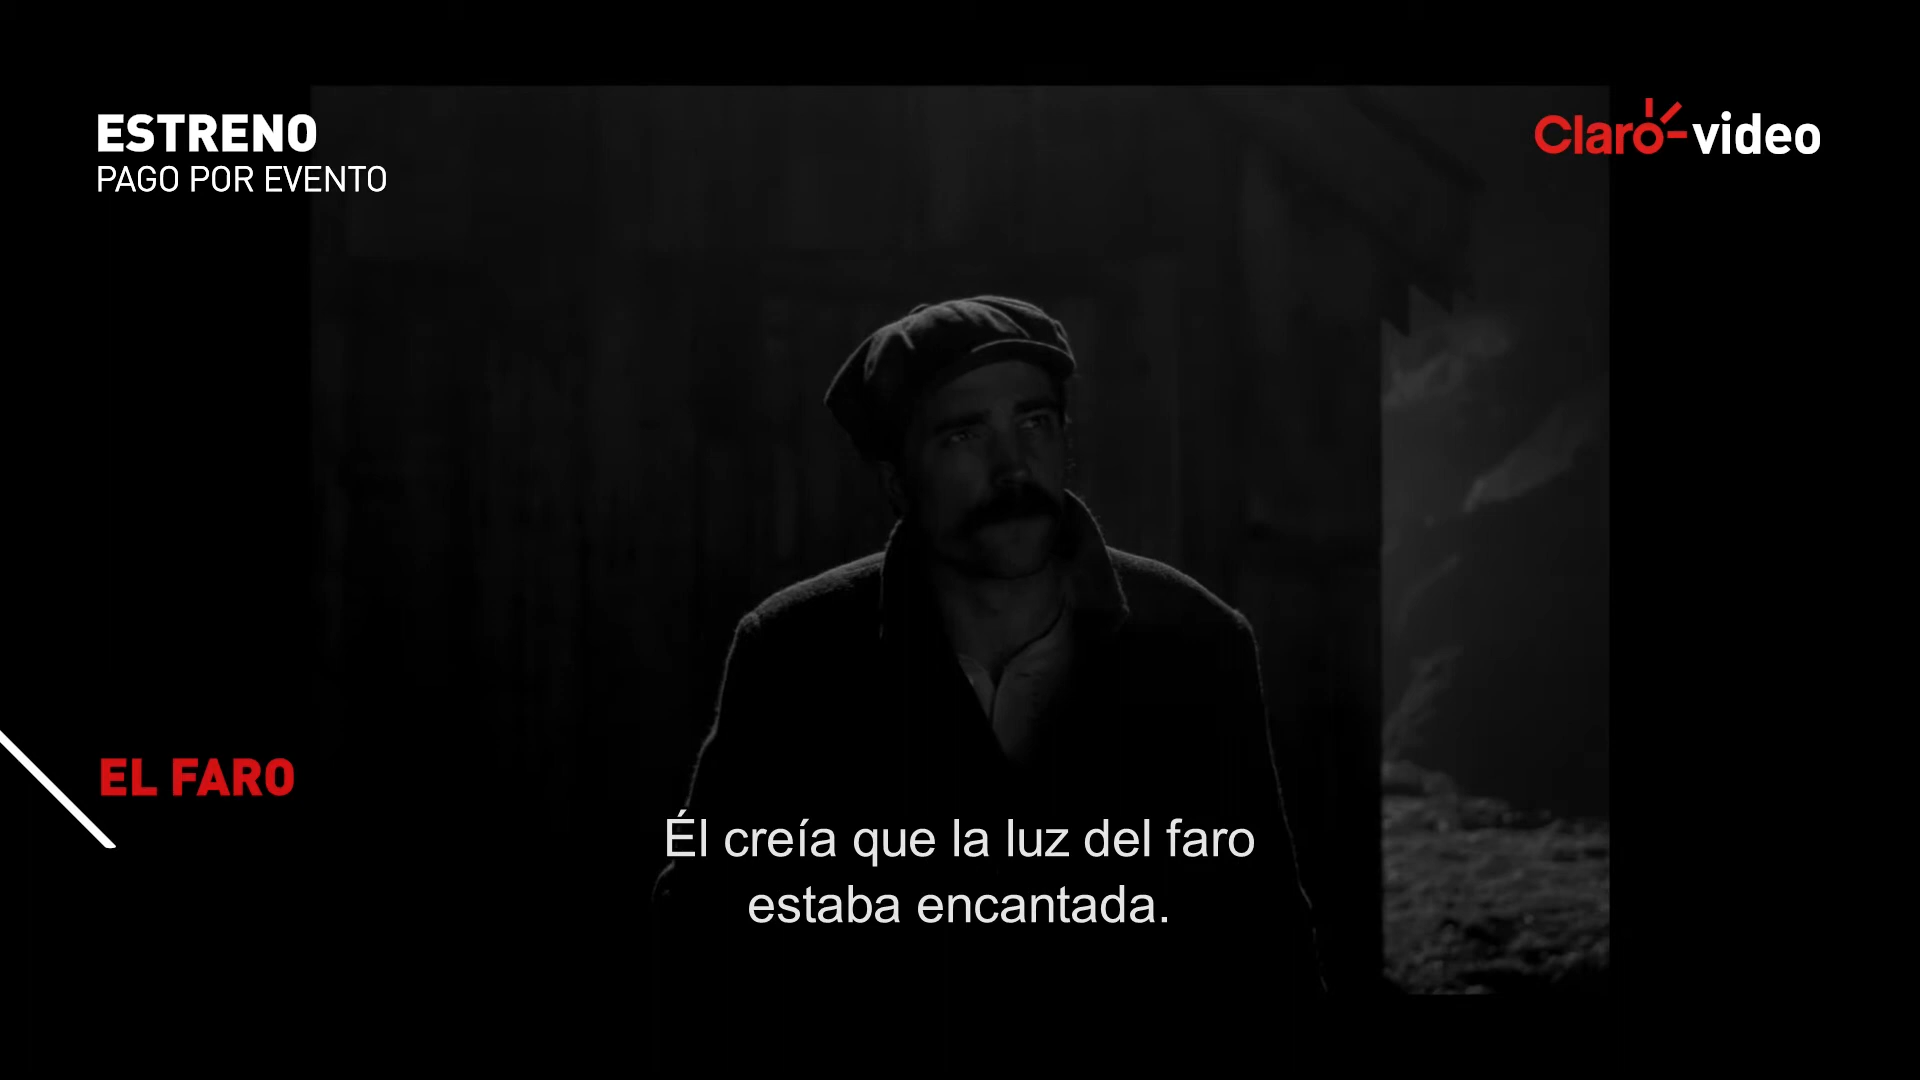 ESTRENO
PAGO POR EVENTO
Claro-video
EL FARO
Él creía que la luz del faro
estaba encantada.